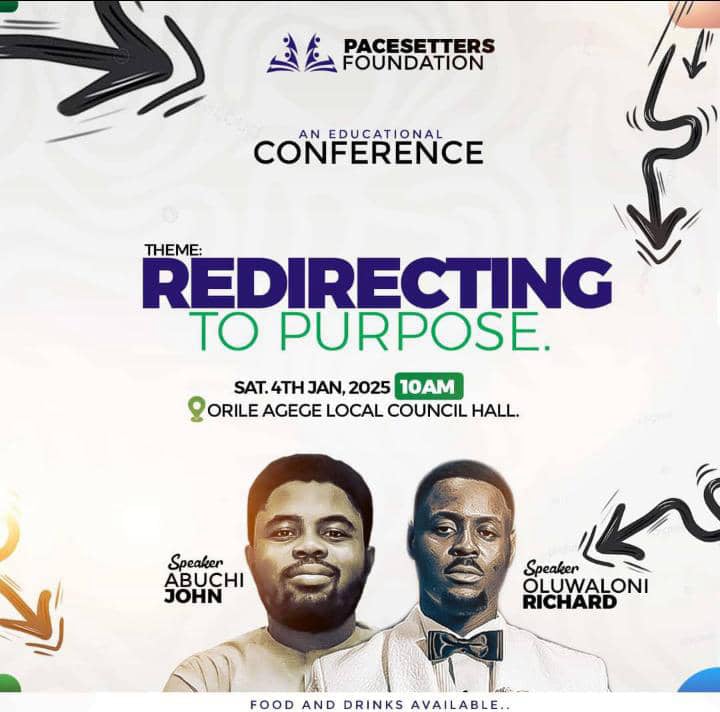 PACESETTERS
FOUNDATION
AN EDUCATIONAL
CONFERENCE
THEME:
REDIRECTING
TO PURPOSE.
SAT. 4TH JAN, 2025 10AM
ORILE AGEGE LOCAL COUNCIL HALL.
Speaker
ABUCHI
JOHN
Speaker
OLUWALONI
RICHARD
FOOD AND DRINKS AVAILABLE..